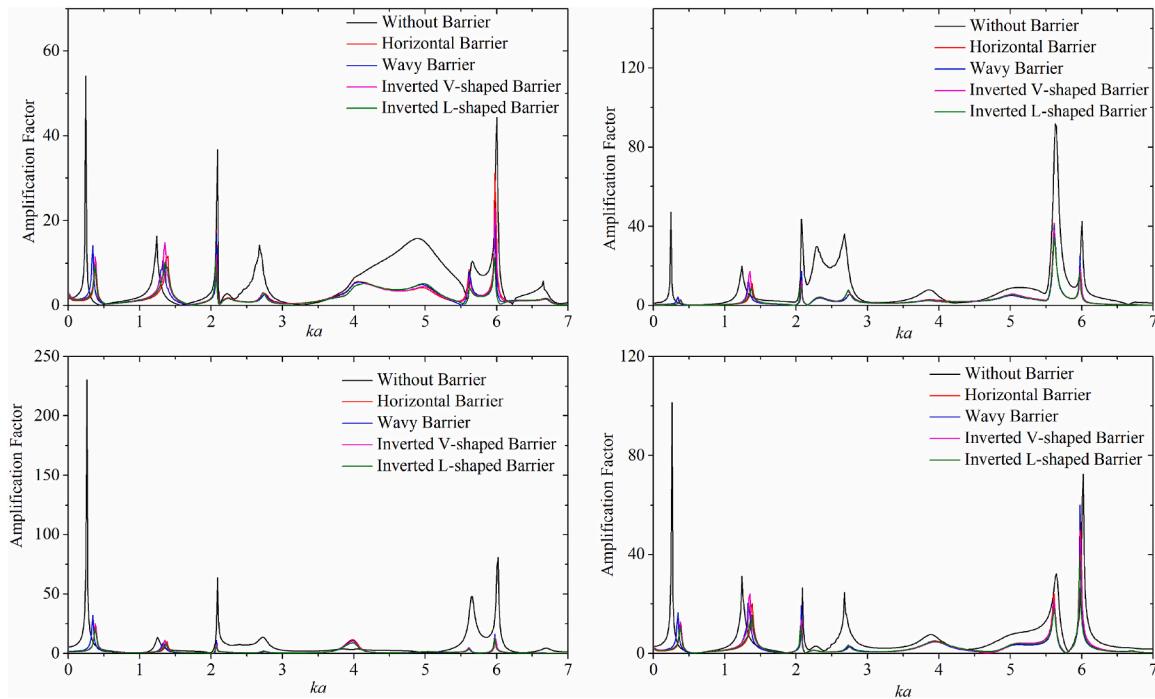 Without Barrier
Horizontal Barrier
Wavy Barrier
Inverted V-shaped Barrier
Inverted L-shaped Barrier
Amplification Factor
60
40
20
0
0 1 2 3 4 5 6 7
ka
Without Barrier
Horizontal Barrier
Wavy Barrier
Inverted V-shaped Barrier
Inverted L-shaped Barrier
Amplification Factor
120
80
40
0
0 1 2 3 4 5 6 7
ka
Without Barrier
Horizontal Barrier
Wavy Barrier
Inverted V-shaped Barrier
Inverted L-shaped Barrier
Amplification Factor
250
200
150
100
50
0
0 1 2 3 4 5 6 7
ka
Without Barrier
Horizontal Barrier
Wavy Barrier
Inverted V-shaped Barrier
Inverted L-shaped Barrier
Amplification Factor
120
80
40
0
0 1 2 3 4 5 6 7
ka